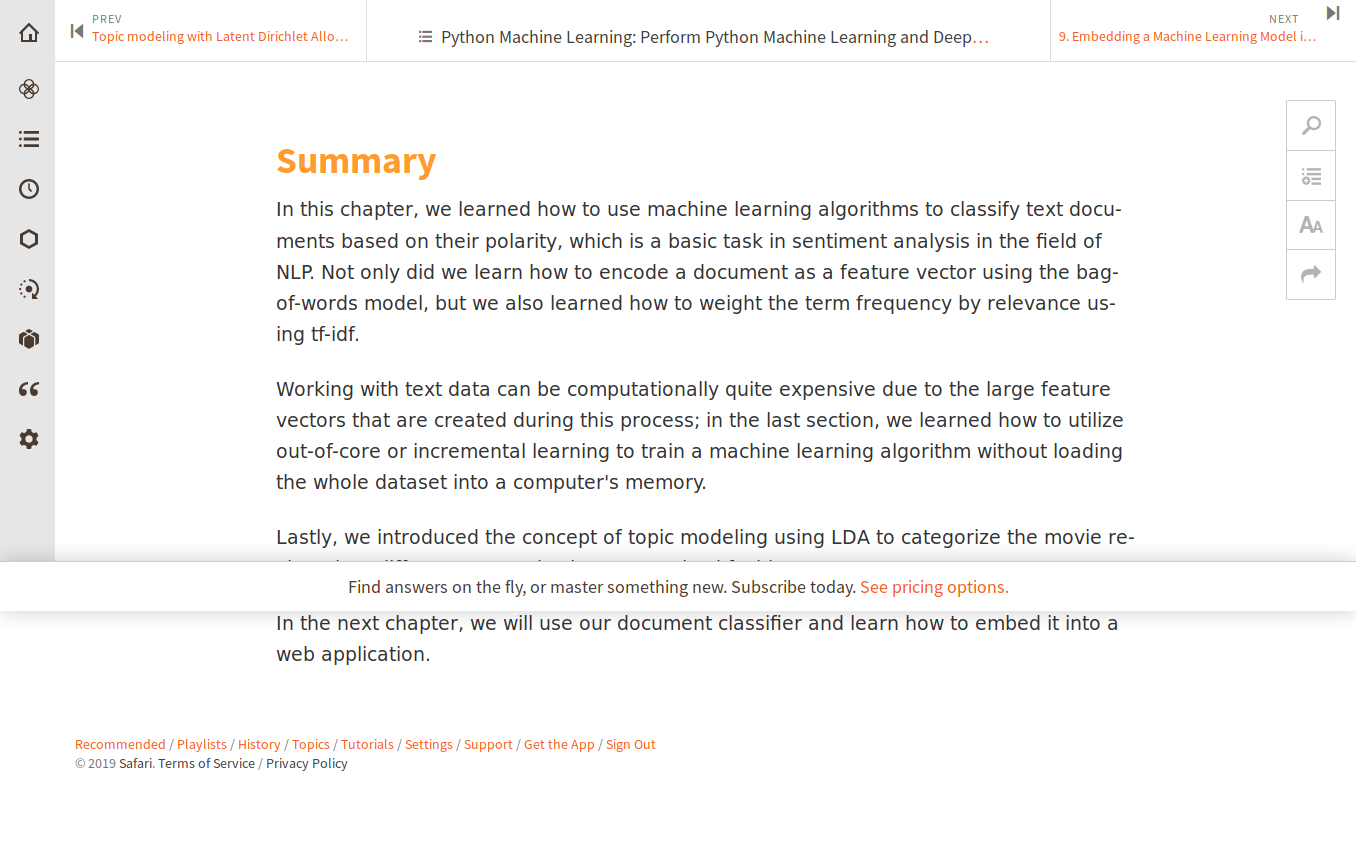 PREV
Topic modeling with Latent Dirichlet Allo…
Python Machine Learning: Perform Python Machine Learning and Deep…
NEXT
9. Embedding a Machine Learning Model i…
Summary
In this chapter, we learned how to use machine learning algorithms to classify text docu-
ments based on their polarity, which is a basic task in sentiment analysis in the field of
NLP. Not only did we learn how to encode a document as a feature vector using the bag-
of-words model, but we also learned how to weight the term frequency by relevance us-
ing tf-idf.
Working with text data can be computationally quite expensive due to the large feature
vectors that are created during this process; in the last section, we learned how to utilize
out-of-core or incremental learning to train a machine learning algorithm without loading
the whole dataset into a computer's memory.
Lastly, we introduced the concept of topic modeling using LDA to categorize the movie re-
Find answers on the fly, or master something new. Subscribe today. See pricing options.
In the next chapter, we will use our document classifier and learn how to embed it into a
web application.
Recommended / Playlists / History / Topics / Tutorials / Settings / Support / Get the App / Sign Out
© 2019 Safari. Terms of Service / Privacy Policy
AA